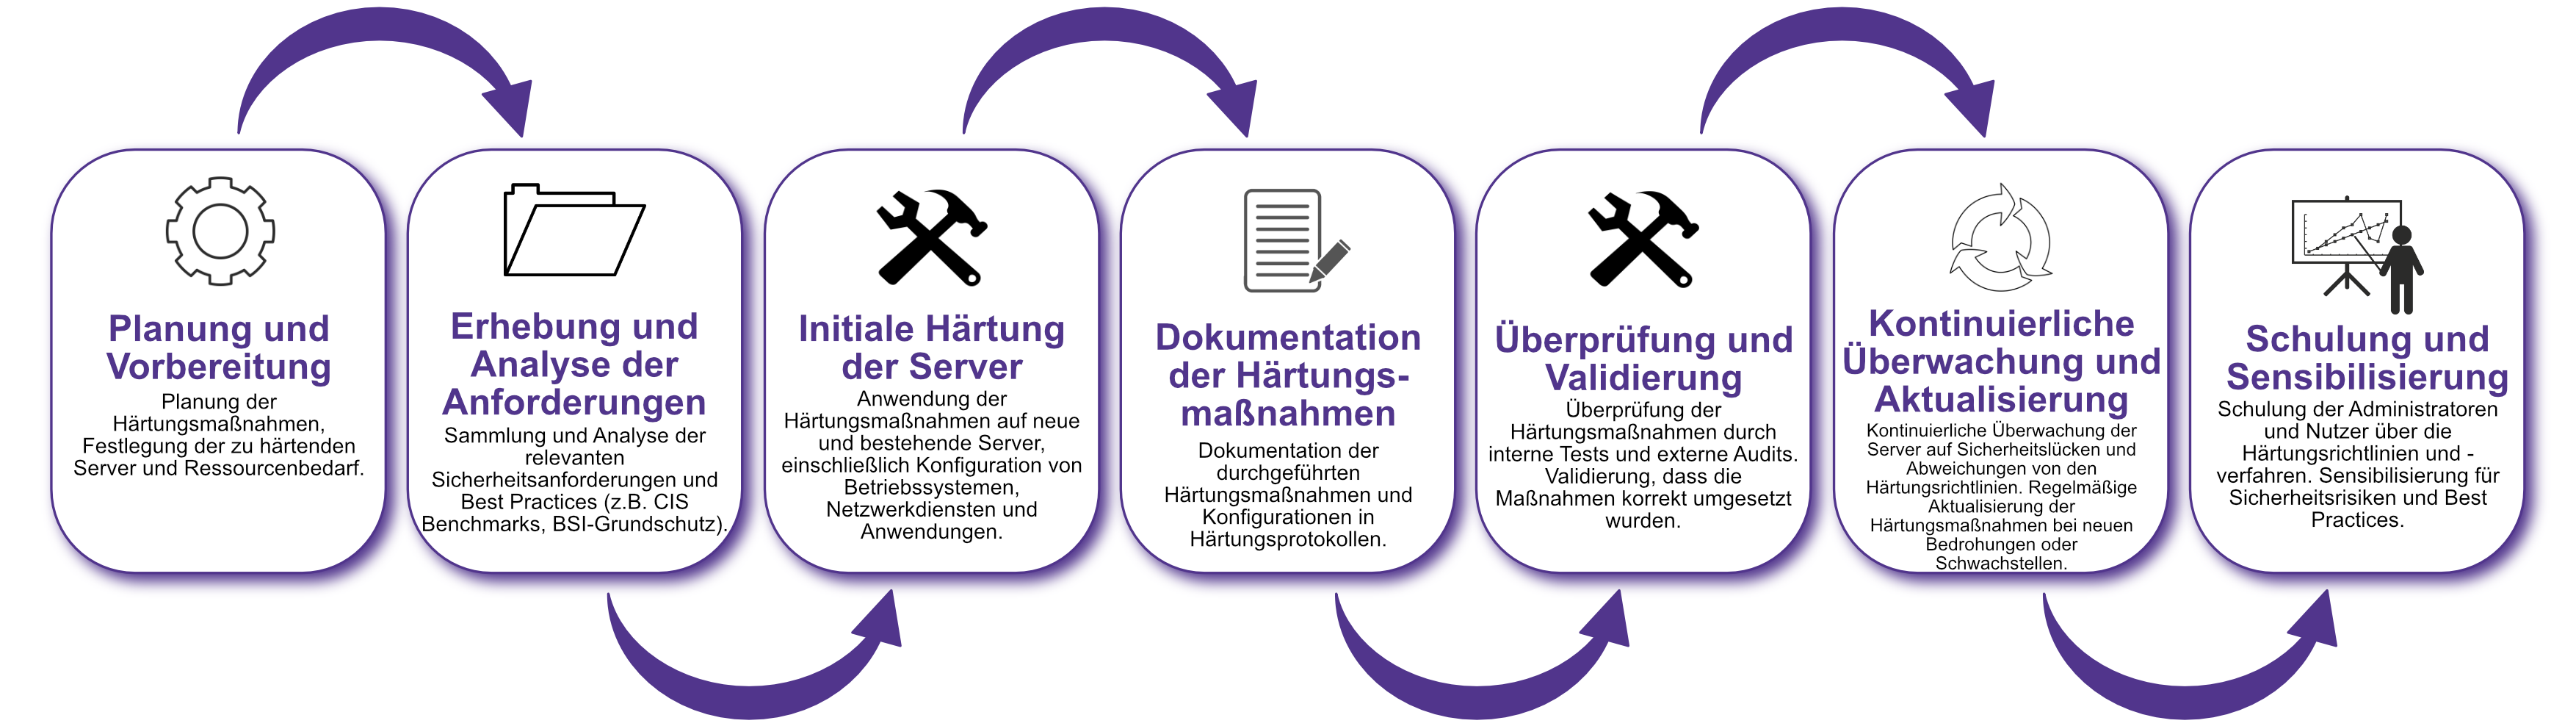 Planung und
Vorbereitung
Planung der
Härtungsmaßnahmen,
Festlegung der zu härtenden
Server und Ressourcenbedarf.
Erhebung und
Analyse der
Anforderungen
Sammlung und Analyse der
relevanten
Sicherheitsanforderungen und
Best Practices (z.B. CIS
Benchmarks, BSI-Grundschutz).
Initiale Härtung
der Server
Anwendung der
Härtungsmaßnahmen auf neue
und bestehende Server,
einschließlich Konfiguration von
Betriebssystemen,
Netzwerkdiensten und
Anwendungen.
Dokumentation
der Härtungs-
maßnahmen
Dokumentation der
durchgeführten
Härtungsmaßnahmen und
Konfigurationen in
Härtungsprotokollen.
Überprüfung und
Validierung
Überprüfung der
Härtungsmaßnahmen durch
interne Tests und externe Audits.
Validierung, dass die
Maßnahmen korrekt umgesetzt
wurden.
Kontinuierliche
Überwachung und
Aktualisierung
Kontinuierliche Überwachung der
Server auf Sicherheitslücken und
Abweichungen von den
Härtungsrichtlinien. Regelmäßige
Aktualisierung der
Härtungsmaßnahmen bei neuen
Bedrohungen oder
Schwachstellen.
Schulung und
Sensibilisierung
Schulung der Administratoren
und Nutzer über die
Härtungsrichtlinien und -
verfahren. Sensibilisierung für
Sicherheitsrisiken und Best
Practices.